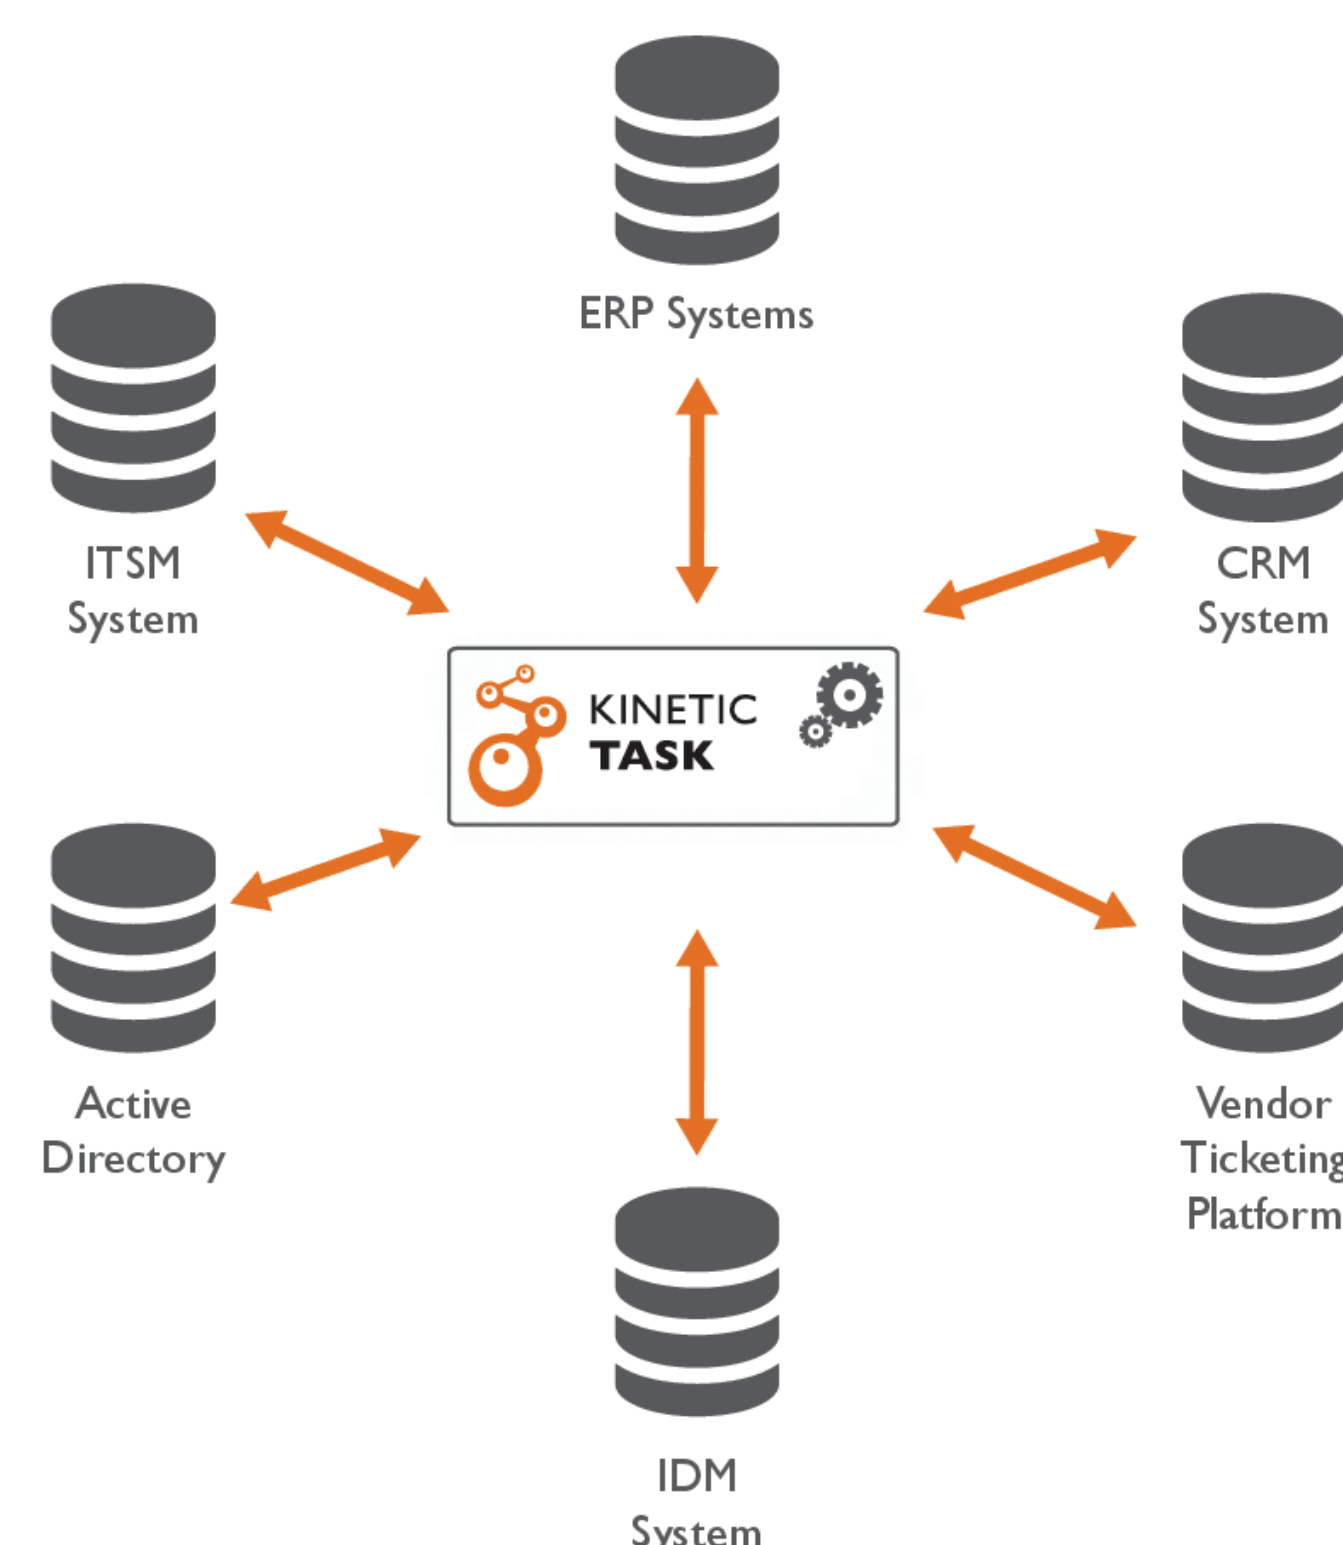 ERP Systems
ITSM
System
CRM
System
KINETIC
TASK
Active
Directory
Vendor
Ticketing
Platform
IDM
System